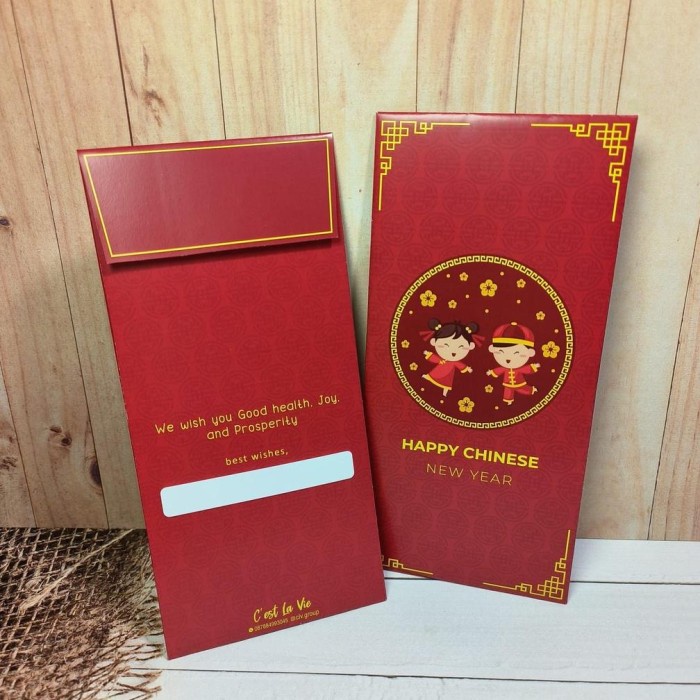 We wish you Good health, Joy,
and Prosperity
best wishes,
C'est La Vie
HAPPY CHINESE
NEW YEAR